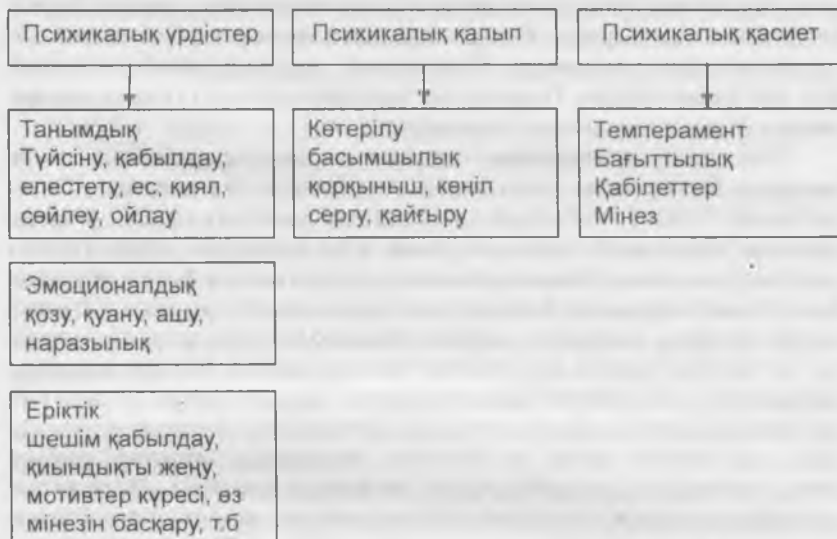 Психикалық үрдістер
Психикалық қалып
Психикалық қасиет
Танымдық
Түйсіну, қабылдау,
елестету, ес, қиял,
сөйлеу, ойлау
Көтерілу
басымшылық
қорқыныш, көңіл
сергу, қайғыру
Темперамент
Бағыттылық
Қабілеттер
Мінез
Эмоционалдық
қозу, қуану, ашу,
наразылық
Еріктік
шешім қабылдау,
қиындықты жеңу,
мотивтер күресі, өз
мінезін басқару, т.б